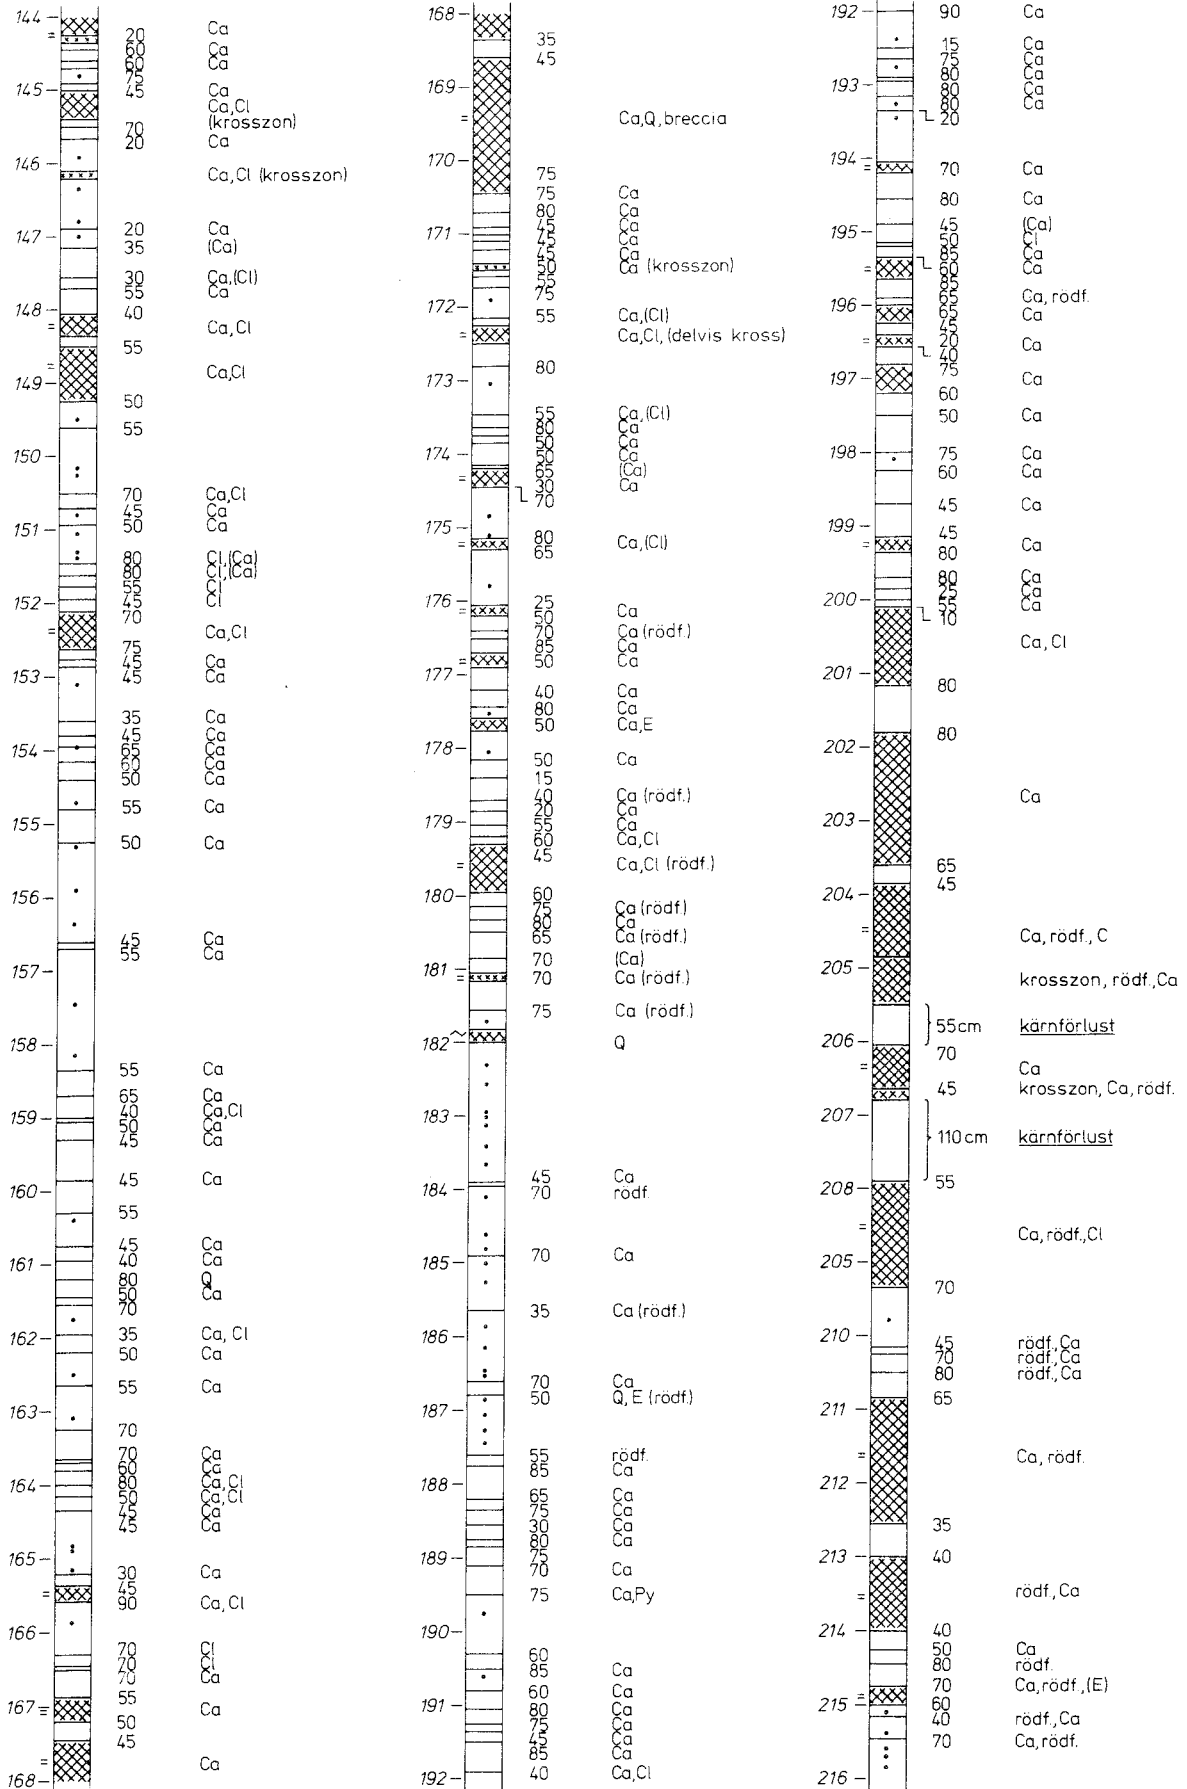 144
Ca
20
60 Ca
60 Ca
75
145
45 Ca
Ca,Cl
(krosszon)
70
20 Ca
146
Ca,Cl (krosszon)
20 Ca
147
35 (Ca)
30 Ca,(Cl)
55 Ca
148
40
Ca,Cl
55
Ca,Cl
149
50
55
150
70 Ca,Cl
45 Ca
151
50 Ca
80 Cl,(Ca)
80 Cl,(Ca)
55 Cl
152
45 Cl
70
Ca,Cl
75
45 Ca
153
45 Ca
35 Ca
45 Ca
154
65 Ca
60 Ca
50 Ca
55 Ca
155
50 Ca
156
45 Ca
55 Ca
157
158
55 Ca
65 Ca
40 Ca,Cl
159
50 Ca
45 Ca
45 Ca
160
55
45 Ca
161
40 Ca
80 Q
50 Ca
70
162
35 Ca, Cl
50 Ca
55 Ca
163
70
70 Ca
60 Ca
164
80 Ca,Cl
50 Ca,Cl
45 Ca
45 Ca
165
30 Ca
45
90 Ca,Cl
166
70 Cl
70 Cl
70 Ca
55
167
Ca
50
45
Ca
168
168
35
45
169
Ca,Q,breccia
170
75
75 Ca
80 Ca
45 Ca
171
45 Ca
45 Ca
50 Ca (krosszon)
55
75
172
55 Ca,(Cl)
Ca,Cl,(delvis kross)
80
173
55 Ca,(Cl)
80 Ca
50 Ca
174
50 Ca
65 (Ca)
30 Ca
70
175
80 Ca,(Cl)
65
176
25 Ca
50
70 Ca (rödf.)
85 Ca
50 Ca
177
40 Ca
80 Ca
50 Ca,E
178
50 Ca
15
40 Ca (rödf.)
20 Ca
179
55 Ca
60 Ca,Cl
45 Ca,Cl (rödf.)
180
60
75 Ca (rödf.)
80 Ca
65 Ca (rödf.)
70 (Ca)
181
70 Ca (rödf.)
75 Ca (rödf.)
182
Q
183
45 Ca
184
70 rödf.
70 Ca
185
35 Ca (rödf.)
186
70 Ca
50 Q,E (rödf.)
187
55 rödf.
85 Ca
188
65 Ca
75 Ca
30 Ca
80 Ca
189
75
70 Ca
75 Ca,Py
190
60
85 Ca
60 Ca
191
80 Ca
75 Ca
45 Ca
85 Ca
192
40 Ca,Cl
192
90 Ca
15 Ca
75 Ca
80 Ca
193
80 Ca
80 Ca
20
194
70 Ca
80 Ca
45 (Ca)
195
50 Cl
85 Ca
60 Ca
85
65 Ca, rödf.
196
65 Ca
45
20 Ca
40
75
197
Ca
60
50 Ca
198
75 Ca
60 Ca
45 Ca
199
45
Ca
80
80 Ca
25 Ca
200
55 Ca
10
Ca, Cl
201
80
80
202
Ca
203
65
45
204
Ca, rödf., C
205
krosszon, rödf.,Ca
55cm kärnförlust
206
70
Ca
45 krosszon, Ca, rödf.
207
110cm kärnförlust
55
208
Ca, rödf.,Cl
205
70
210
45 rödf.,Ca
70 rödf.,Ca
80 rödf.,Ca
65
211
Ca, rödf.
212
35
213
40
rödf.,Ca
214
40
50 Ca
80 rödf.
70 Ca,rödf.,(E)
215
60
40 rödf.,Ca
70 Ca,rödf.
216